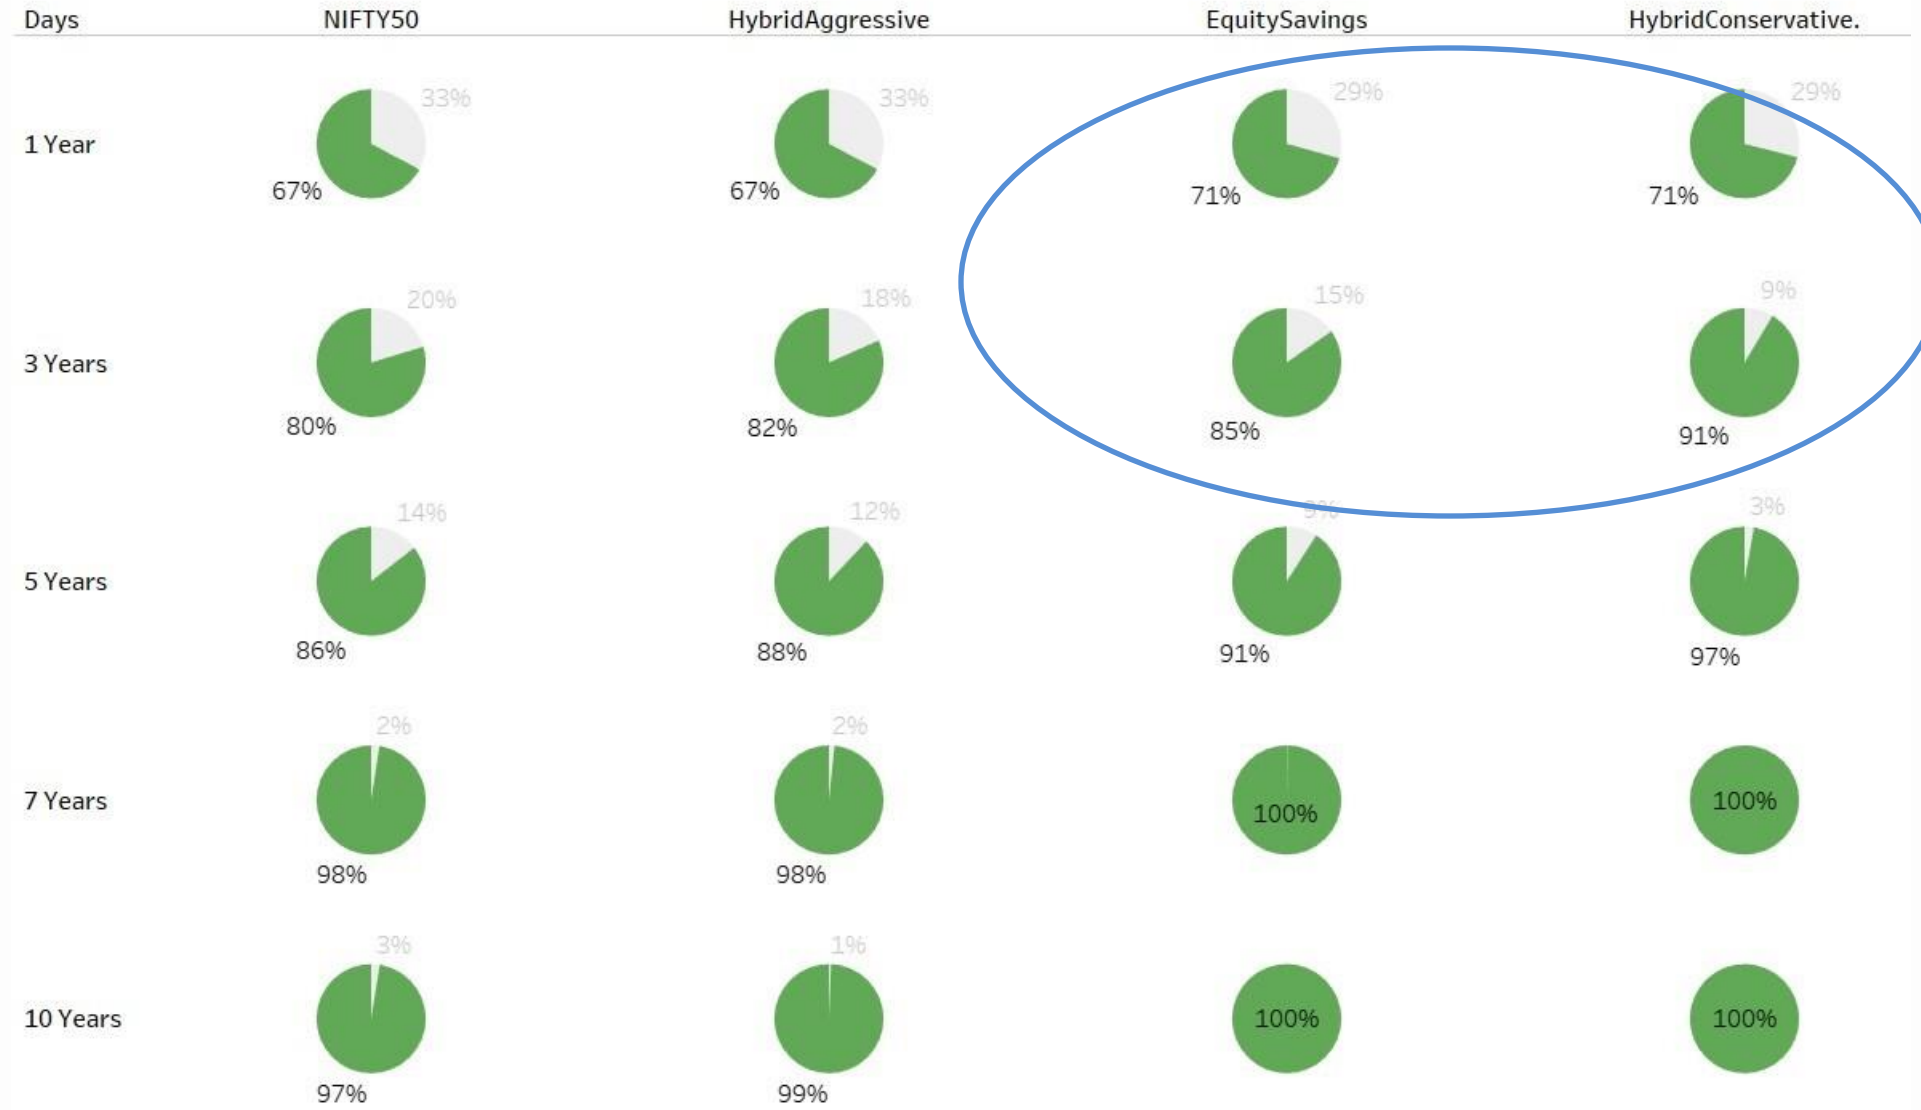 Days NIFTY50 HybridAggressive EquitySavings HybridConservative.
33% 33% 29% 29%
1 Year
67% 67% 71% 71%
20% 18% 15% 9%
3 Years
80% 82% 85% 91%
14% 12% 9% 3%
5 Years
86% 88% 91% 97%
2% 2%
7 Years 100% 100%
98% 98%
3% 1%
10 Years 100% 100%
97% 99%